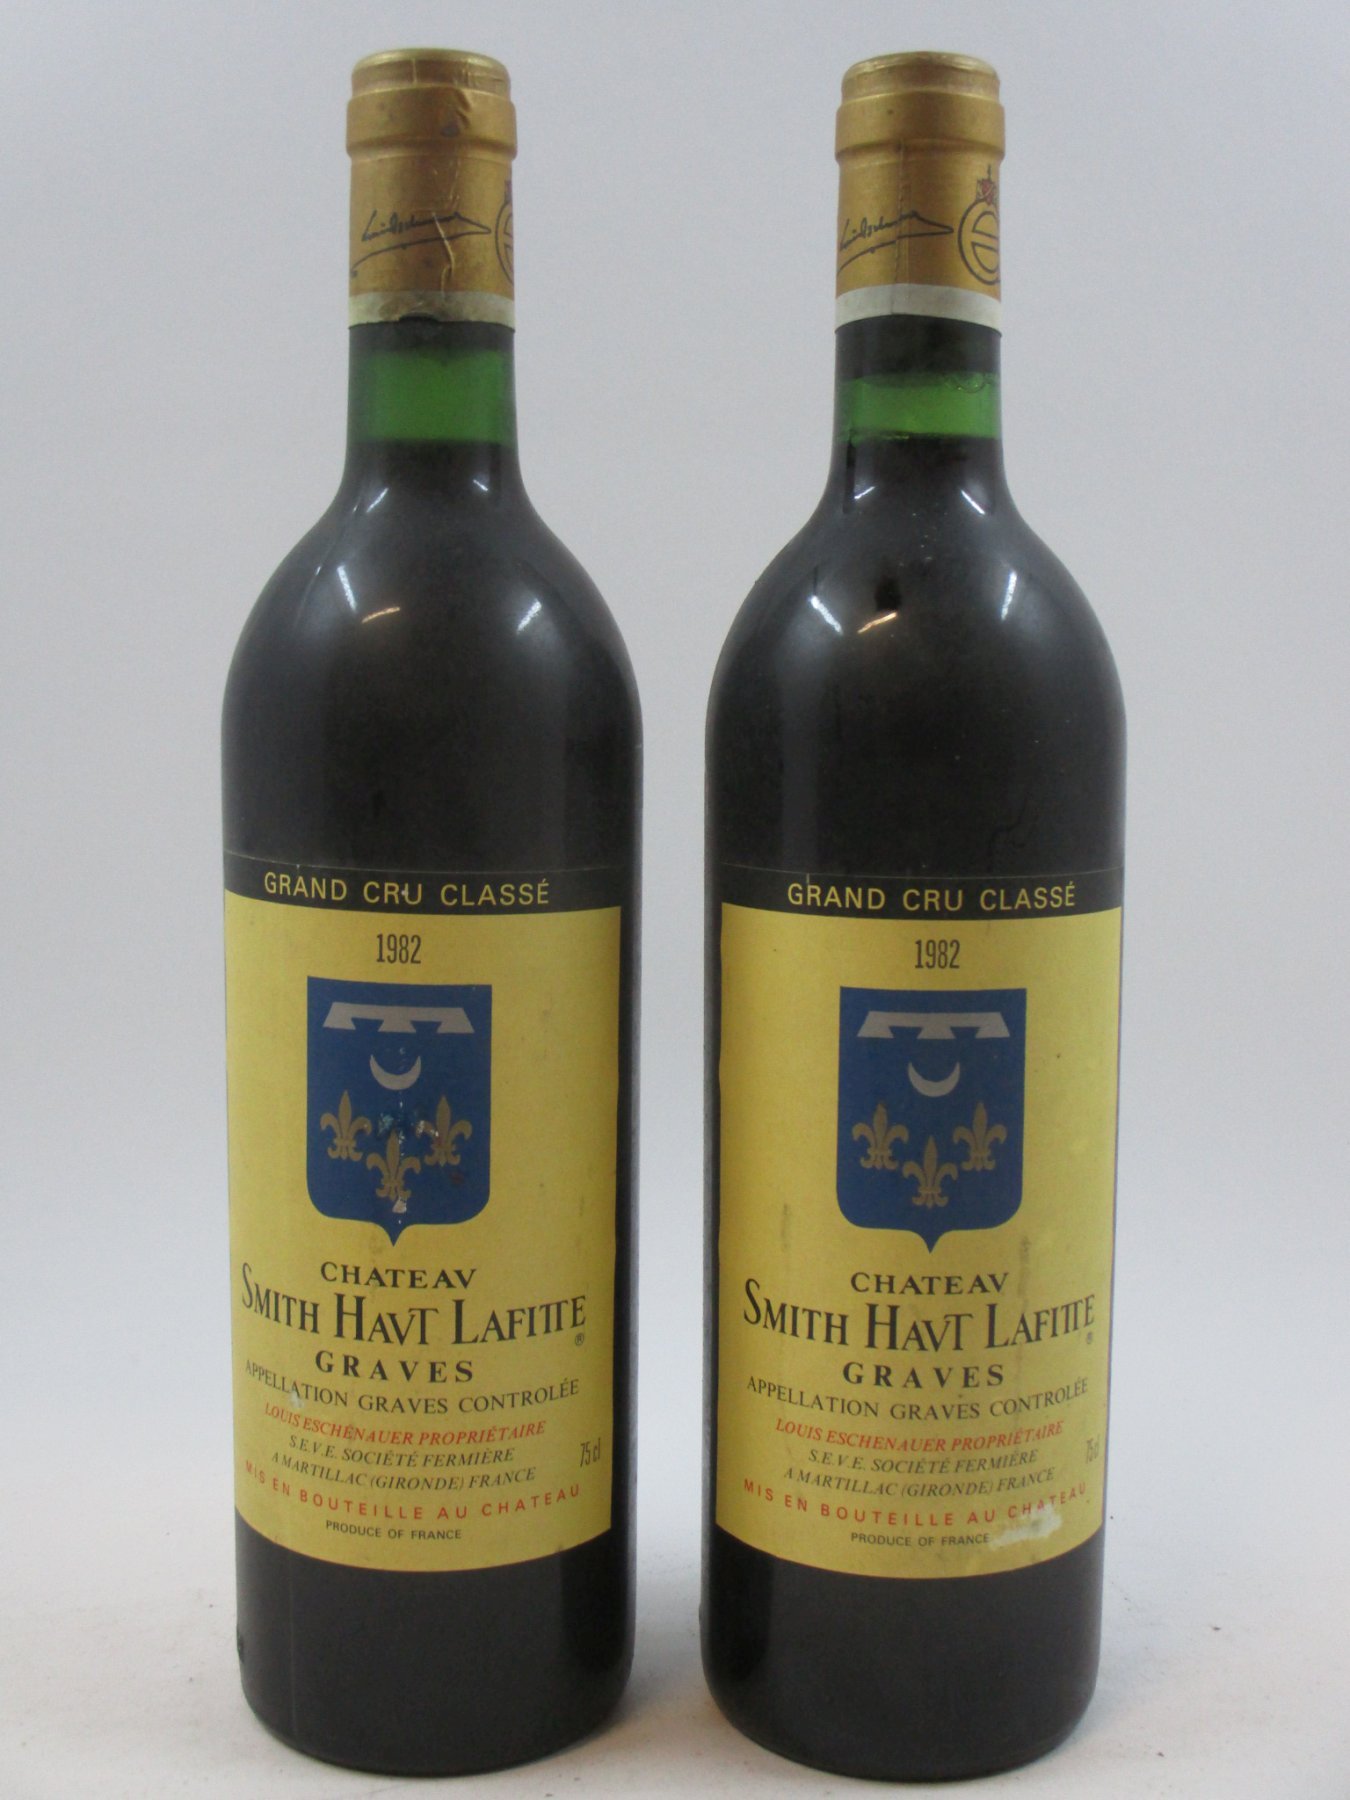 GRAND CRU CLASSÉ
1982
CHATEAV
SMITH HAVT LAFITTE
®
GRAVES
APPELLATION GRAVES CONTROLÉE
LOUIS ESCHENAUER PROPRIÉTAIRE
S.E.V.E. SOCIÉTÉ FERMIÈRE
75 cl
A MARTILLAC (GIRONDE) FRANCE
MIS EN BOUTEILLE AU CHATEAU
PRODUCE OF FRANCE
GRAND CRU CLASSÉ
1982
CHATEAV
SMITH HAVT LAFITTE
®
GRAVES
APPELLATION GRAVES CONTROLÉE
LOUIS ESCHENAUER PROPRIÉTAIRE
S.E.V.E. SOCIÉTÉ FERMIÈRE
75 cl
A MARTILLAC (GIRONDE) FRANCE
MIS EN BOUTEILLE AU CHATEAU
PRODUCE OF FRANCE